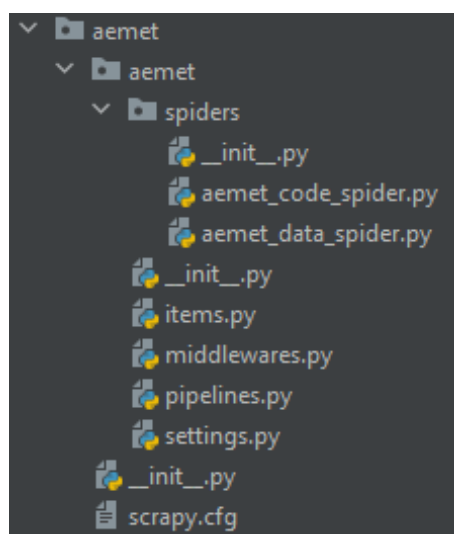 aemet
aemet
spiders
__init__.py
aemet_code_spider.py
aemet_data_spider.py
__init__.py
items.py
middlewares.py
pipelines.py
settings.py
__init__.py
scrapy.cfg